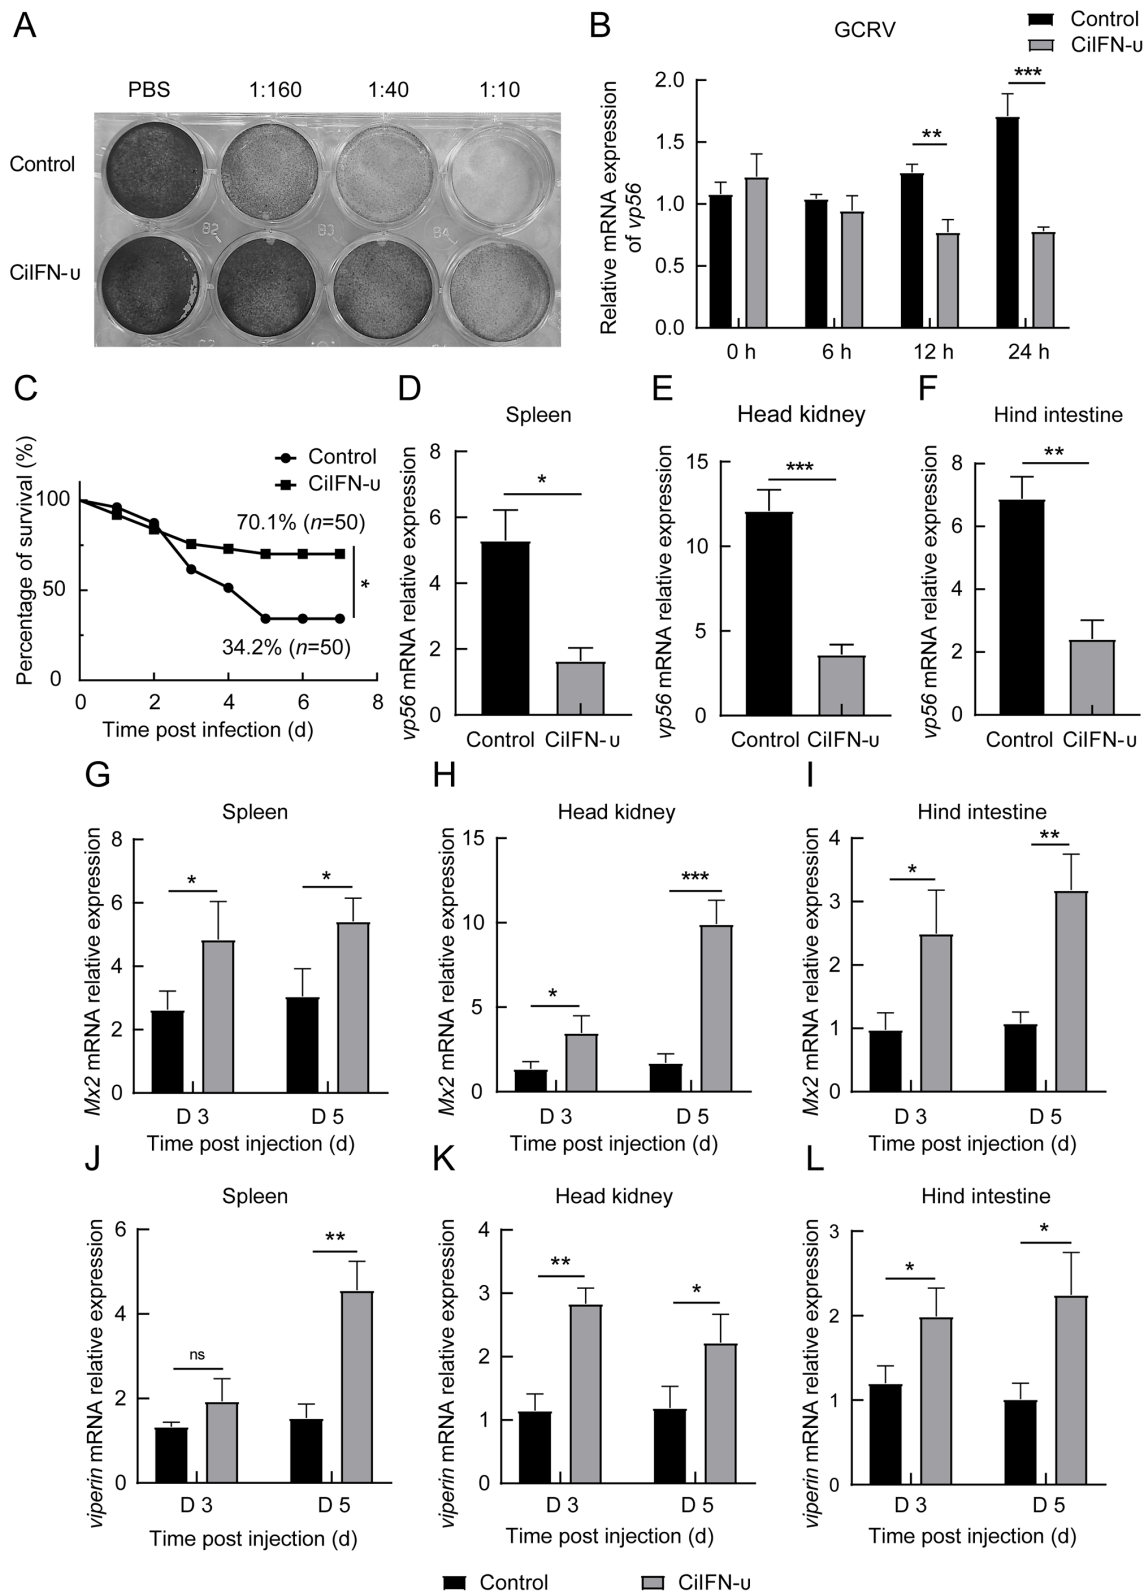 A
PBS 1:160 1:40 1:10
Control
CiIFN-υ
B2 B3 B4
B
GCRV
Control
CiIFN-υ
Relative mRNA expression
of vp56
2.0
1.5
1.0
0.5
0.0
**
***
0 h 6 h 12 h 24 h
C
Percentage of survival (%)
Control
CiIFN-υ
100
50
0
70.1% (n=50)
*
34.2% (n=50)
0 2 4 6 8
Time post infection (d)
D
Spleen
vp56 mRNA relative expression
8
6
4
2
0
*
Control CiIFN-υ
E
Head kidney
vp56 mRNA relative expression
15
10
5
0
***
Control CiIFN-υ
F
Hind intestine
vp56 mRNA relative expression
8
6
4
2
0
**
Control CiIFN-υ
G
Spleen
Mx2 mRNA relative expression
8
6
4
2
0
* *
D 3 D 5
Time post injection (d)
H
Head kidney
Mx2 mRNA relative expression
15
10
5
0
* ***
D 3 D 5
Time post injection (d)
I
Hind intestine
Mx2 mRNA relative expression
4
3
2
1
0
* **
D 3 D 5
Time post injection (d)
J
Spleen
viperin mRNA relative expression
6
4
2
0
ns **
D 3 D 5
Time post injection (d)
K
Head kidney
viperin mRNA relative expression
4
3
2
1
0
** *
D 3 D 5
Time post injection (d)
L
Hind intestine
viperin mRNA relative expression
3
2
1
0
* *
D 3 D 5
Time post injection (d)
Control CiIFN-υ